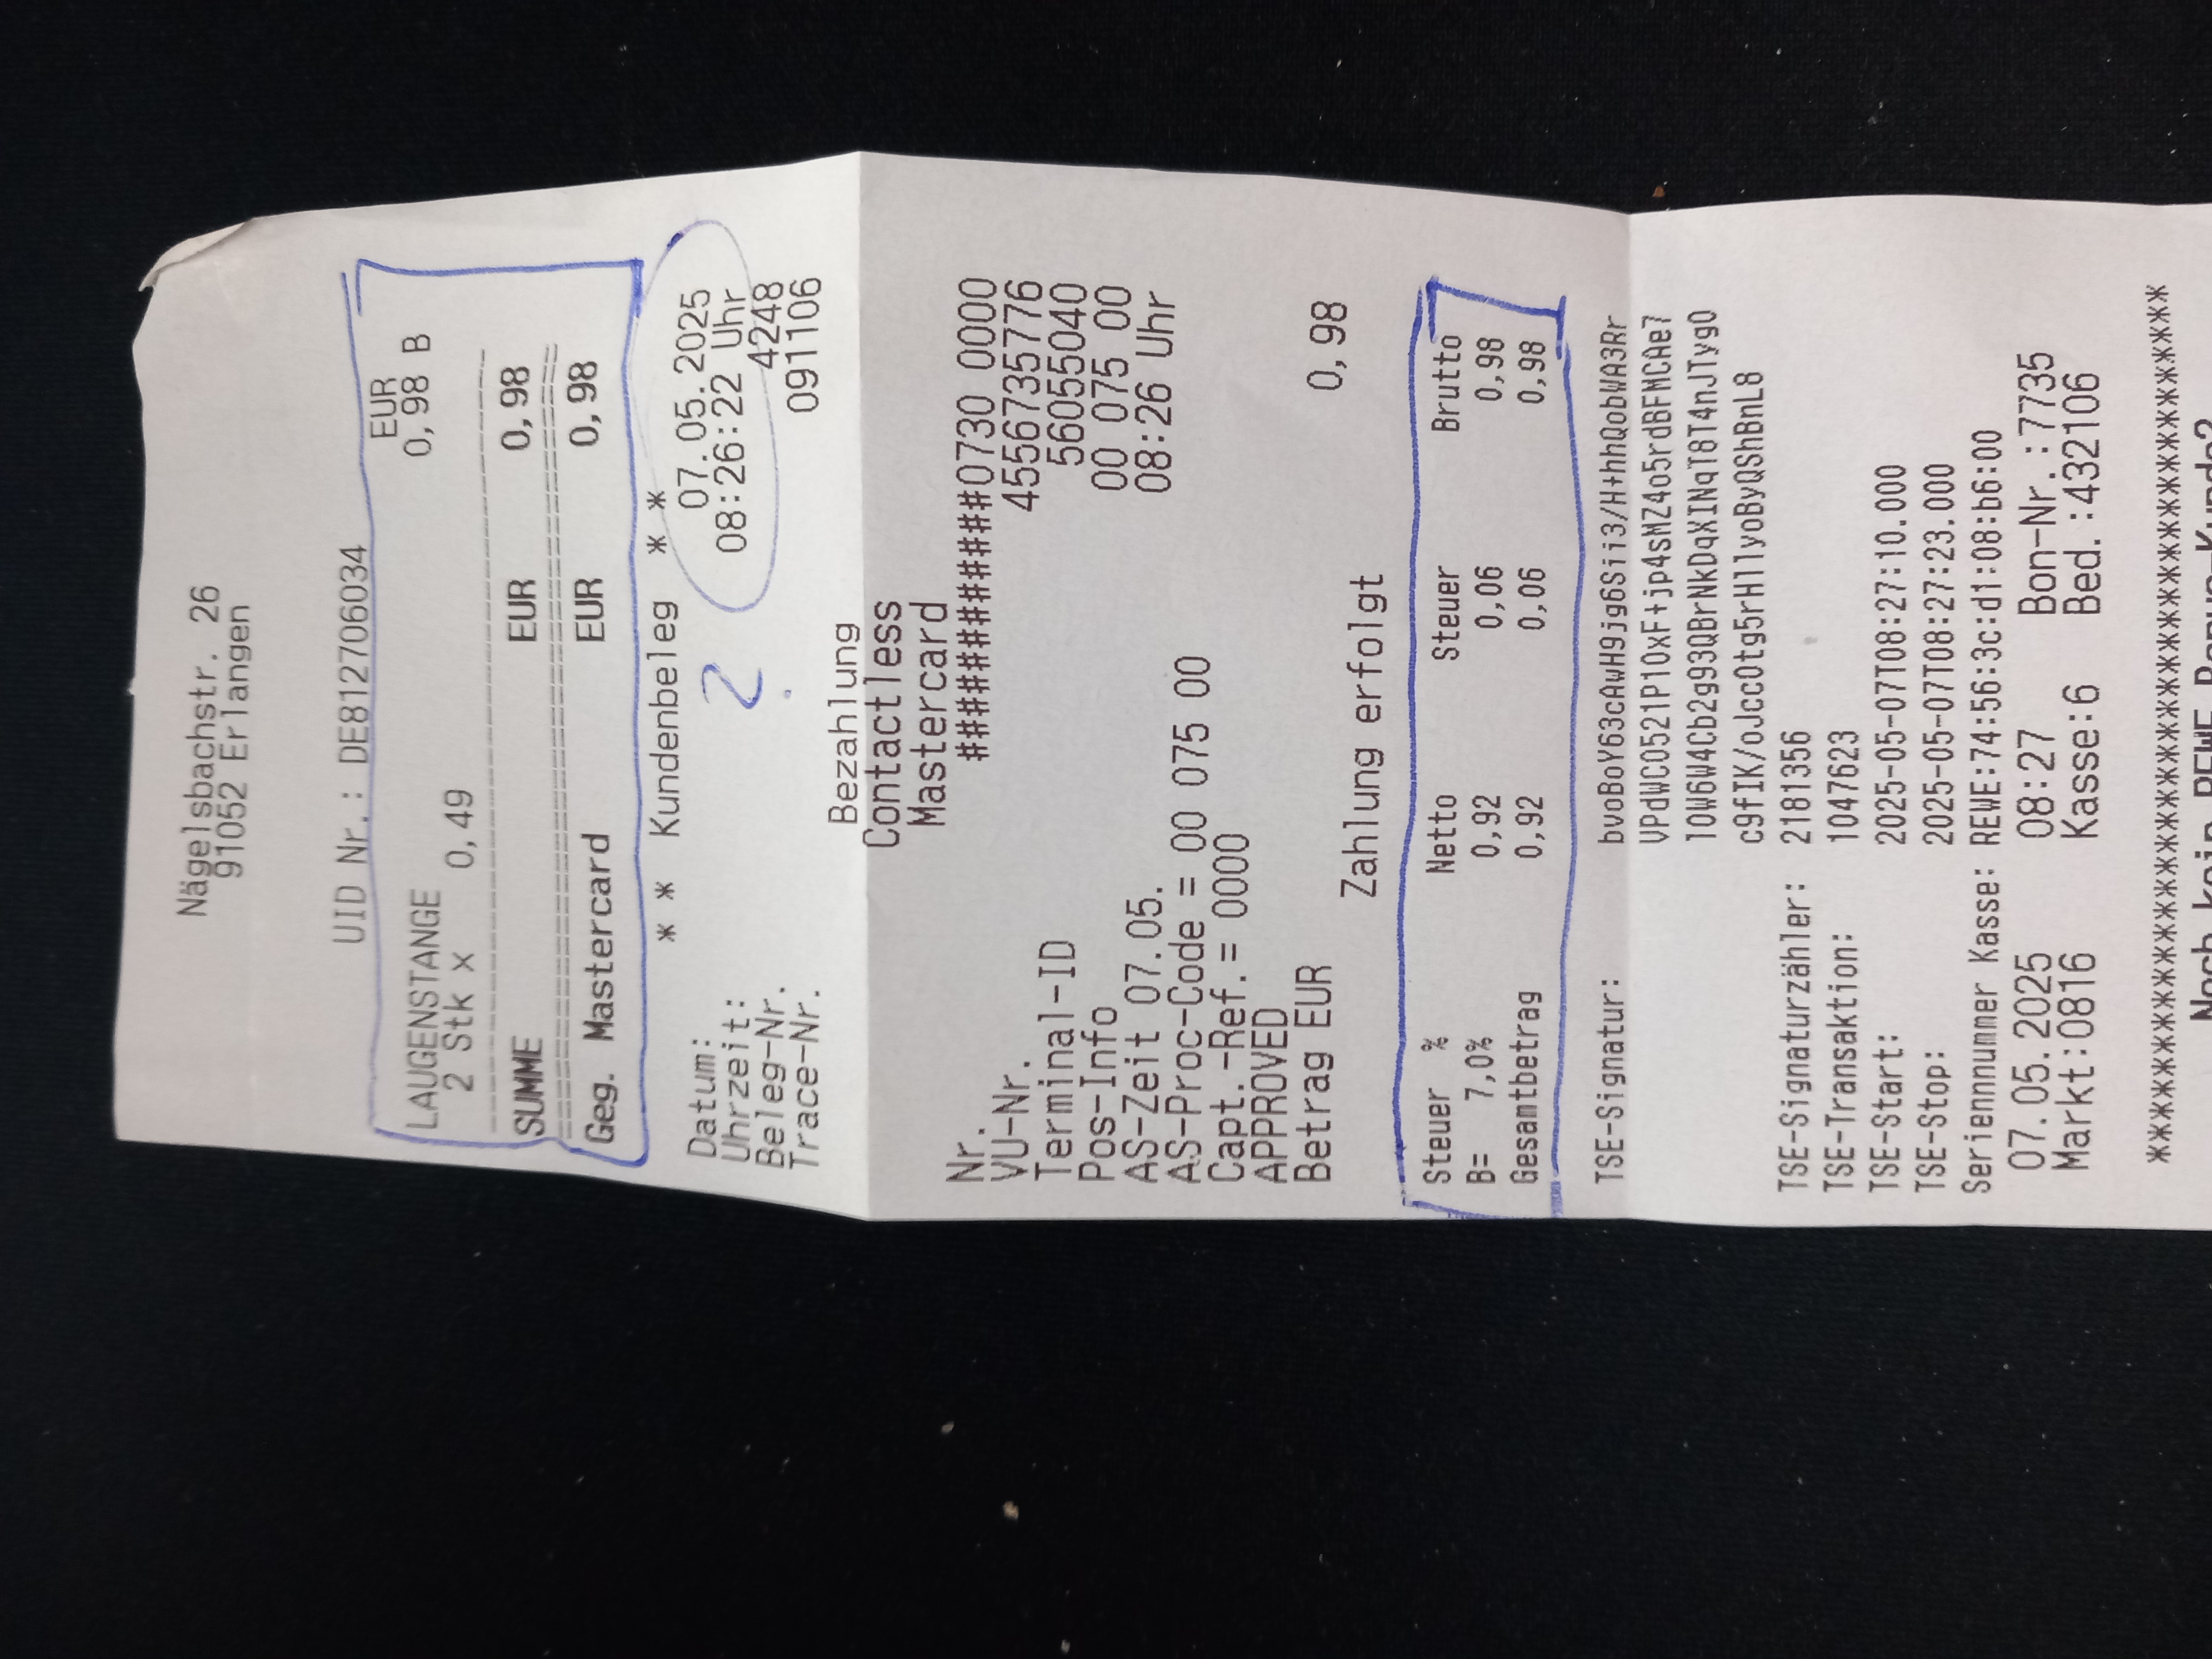 Nägelsbachstr. 26
91052 Erlangen
UID Nr.: DE812706034
EUR
LAUGENSTANGE 0,98 B
2 Stk x 0,49
SUMME EUR 0,98
Geg. Mastercard EUR 0,98
* * Kundenbeleg * *
Datum: 07.05.2025
Uhrzeit: 08:26:22 Uhr
?
Beleg-Nr. 4248
Trace-Nr. 091106
Bezahlung
Contactless
Mastercard
Nr. ############0730 0000
VU-Nr. 4556735776
Terminal-ID 56055040
Pos-Info 00 075 00
AS-Zeit 07.05. 08:26 Uhr
AS-Proc-Code = 00 075 00
Capt.-Ref.= 0000
APPROVED
Betrag EUR 0,98
Zahlung erfolgt
Steuer % Netto Steuer Brutto
B= 7,0% 0,92 0,06 0,98
Gesamtbetrag 0,92 0,06 0,98
TSE-Signatur: bvoBoY63cAwH9jg6Sii3/H+hhQobWA3Rr
VPdWC0521P10xF+jp4sMZ4o5rdBFMCAe7
10W6W4Cb2g93QBrNkDqXINqT8T4nJTyg0
c9fIK/oJcc0tg5rHllyoByQShBnL8
TSE-Signaturzähler: 2181356
TSE-Transaktion: 1047623
TSE-Start: 2025-05-07T08:27:10.000
TSE-Stop: 2025-05-07T08:27:23.000
Seriennnummer Kasse: REWE:74:56:3c:d1:08:b6:00
07.05.2025 08:27 Bon-Nr.:7735
Markt:0816 Kasse:6 Bed.:432106
****************************************
Noch kein REWE Bonus-Kunde?